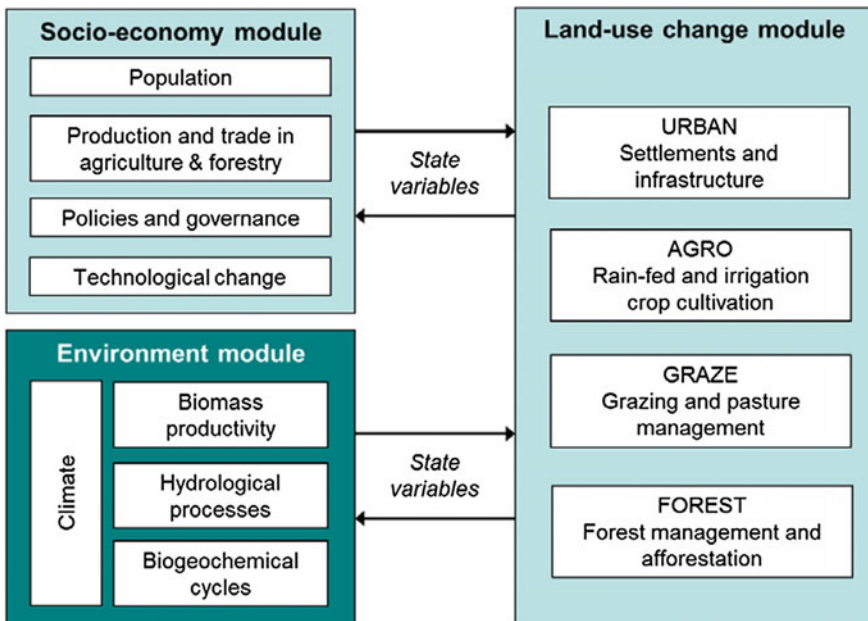 Socio-economy module
Population
Production and trade in
agriculture & forestry
Policies and governance
Technological change
State
variables
Environment module
Climate
Biomass
productivity
Hydrological
processes
Biogeochemical
cycles
State
variables
Land-use change module
URBAN
Settlements and
infrastructure
AGRO
Rain-fed and irrigation
crop cultivation
GRAZE
Grazing and pasture
management
FOREST
Forest management and
afforestation